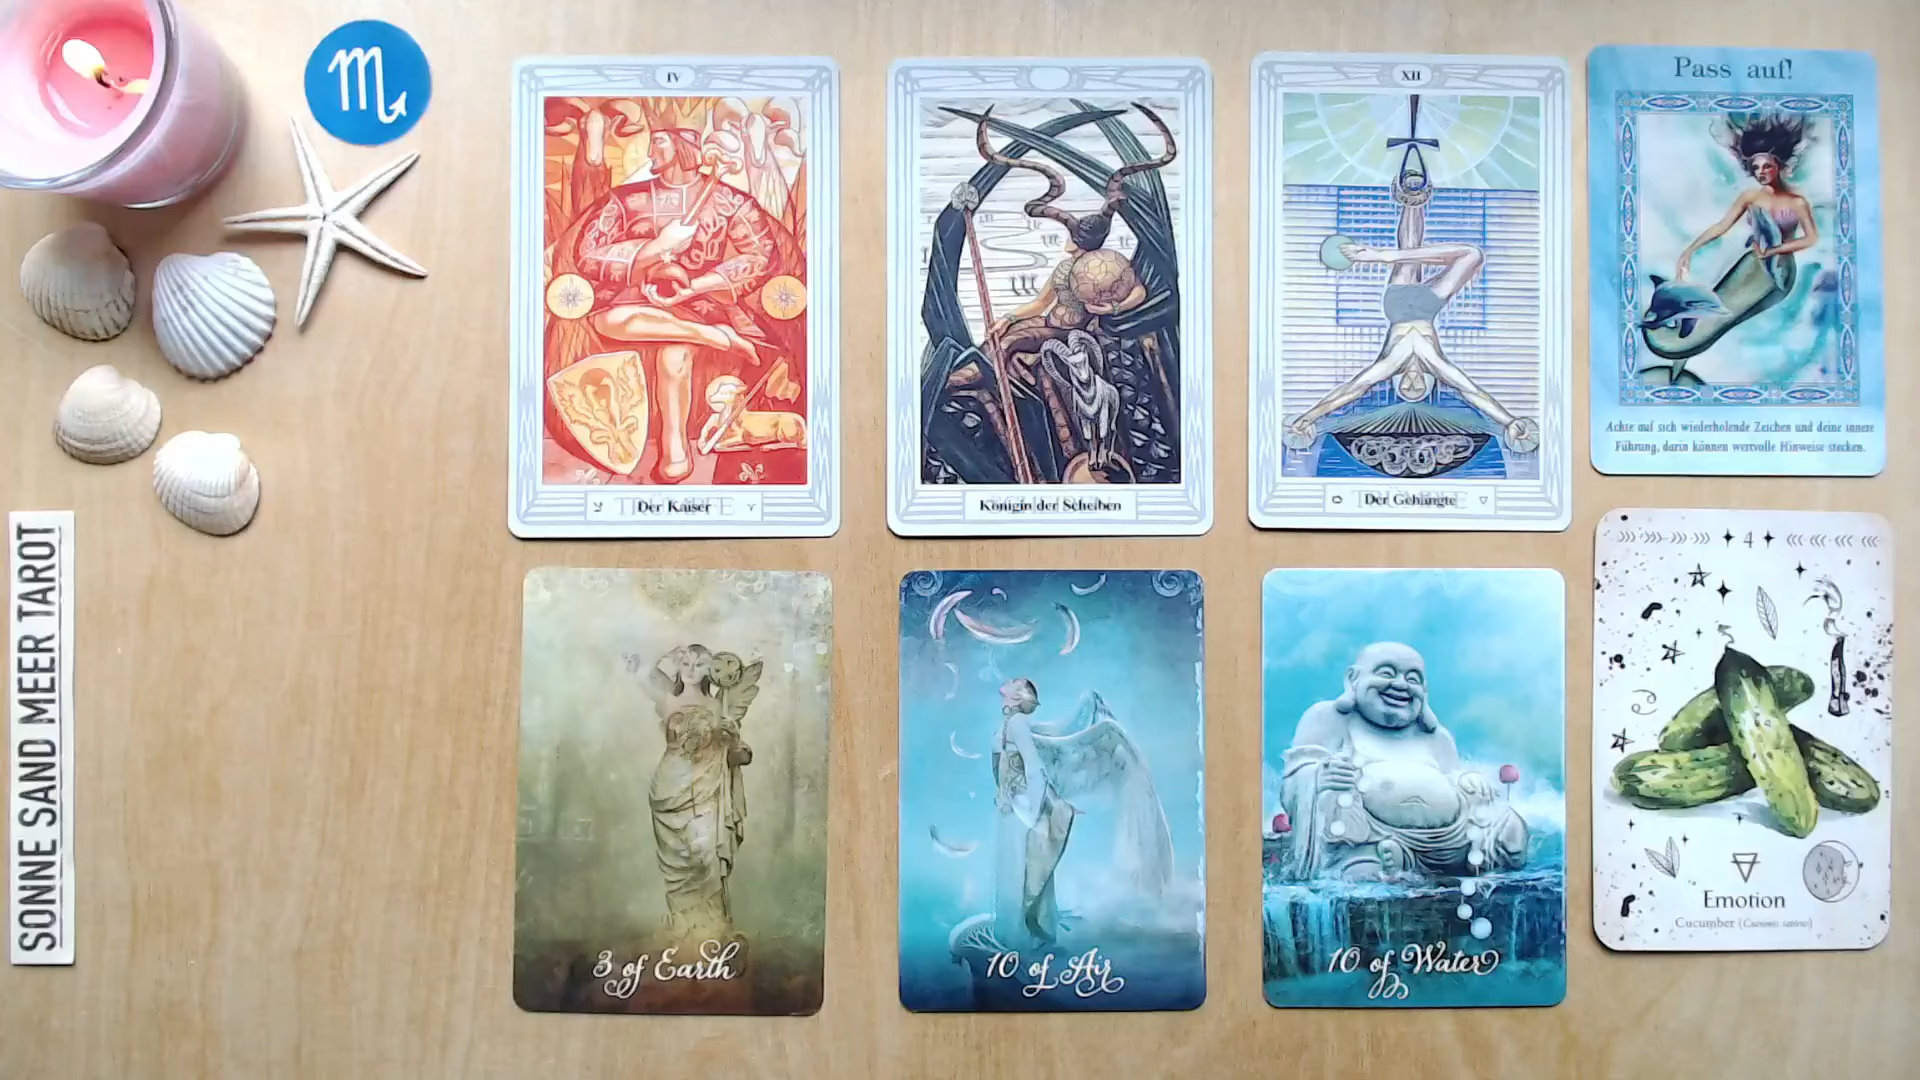 SONNE SAND MEER TAROT
IV
Der Kaiser
Königin der Scheiben
XII
Der Gehängte
Pass auf!
Achte auf sich wiederholende Zeichen und deine innere
Führung, darin können wertvolle Hinweise stecken.
3 of Earth
10 of Air
10 of Water
4
Emotion
Cucumber (Cucumis sativus)